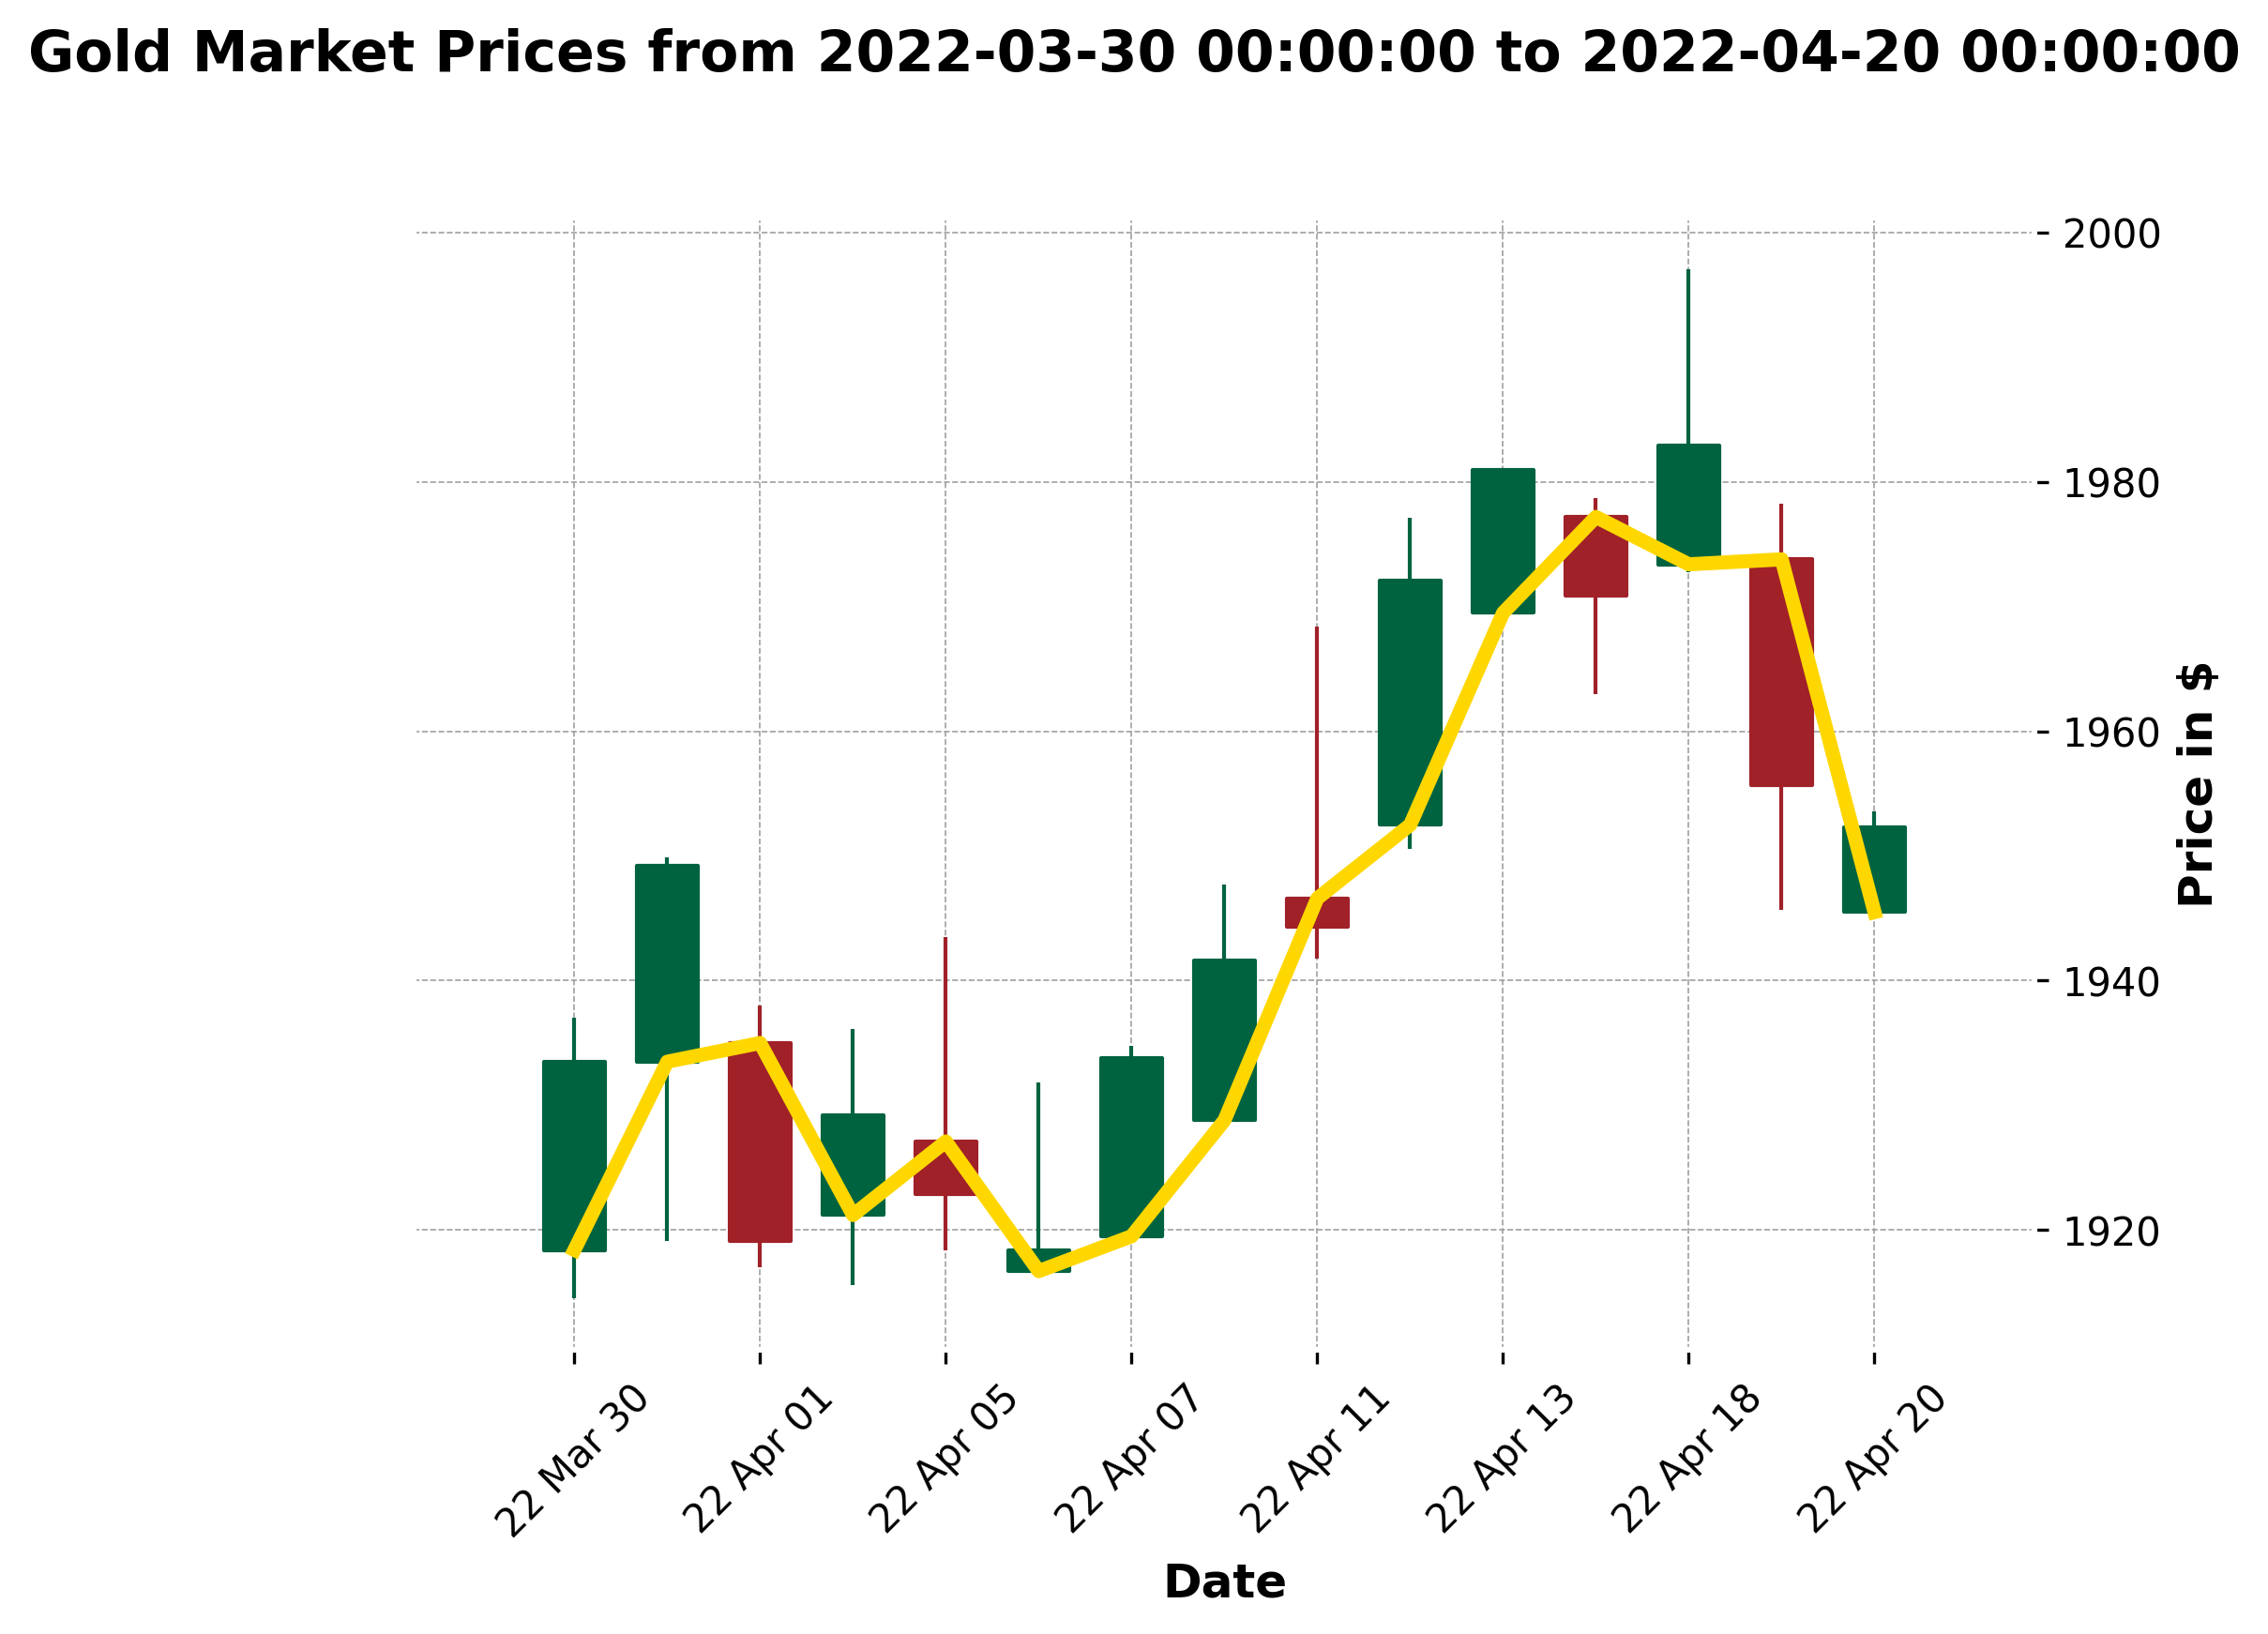 Gold Market Prices from 2022-03-30 00:00:00 to 2022-04-20 00:00:00
2000
1980
1960
1940
1920
Price in $
22 Mar 30
22 Apr 01
22 Apr 05
22 Apr 07
22 Apr 11
22 Apr 13
22 Apr 18
22 Apr 20
Date